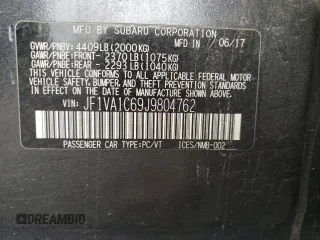 MFD BY SUBARU CORPORATION
06/17
GVWR/PNBV: 4409LB(2000KG)
GAWR/PNBE:FRONT- 2370LB(1075KG)
GAWR/PNBE:REAR - 2293LB(1040KG)
THIS VEHICLE CONFORMS TO ALL APPLICABLE FEDERAL
MOTOR VEHICLE SAFETY, BUMPER, AND THEFT PREVENTION
STANDARDS IN EFFECT ON THE DATE OF MANUFACTURE
SHOWN ABOVE.
VIN: JF1VA1C69J9804762
PASSENGER CAR TYPE:PC/VT ICES/NMB-002
DREAMBID